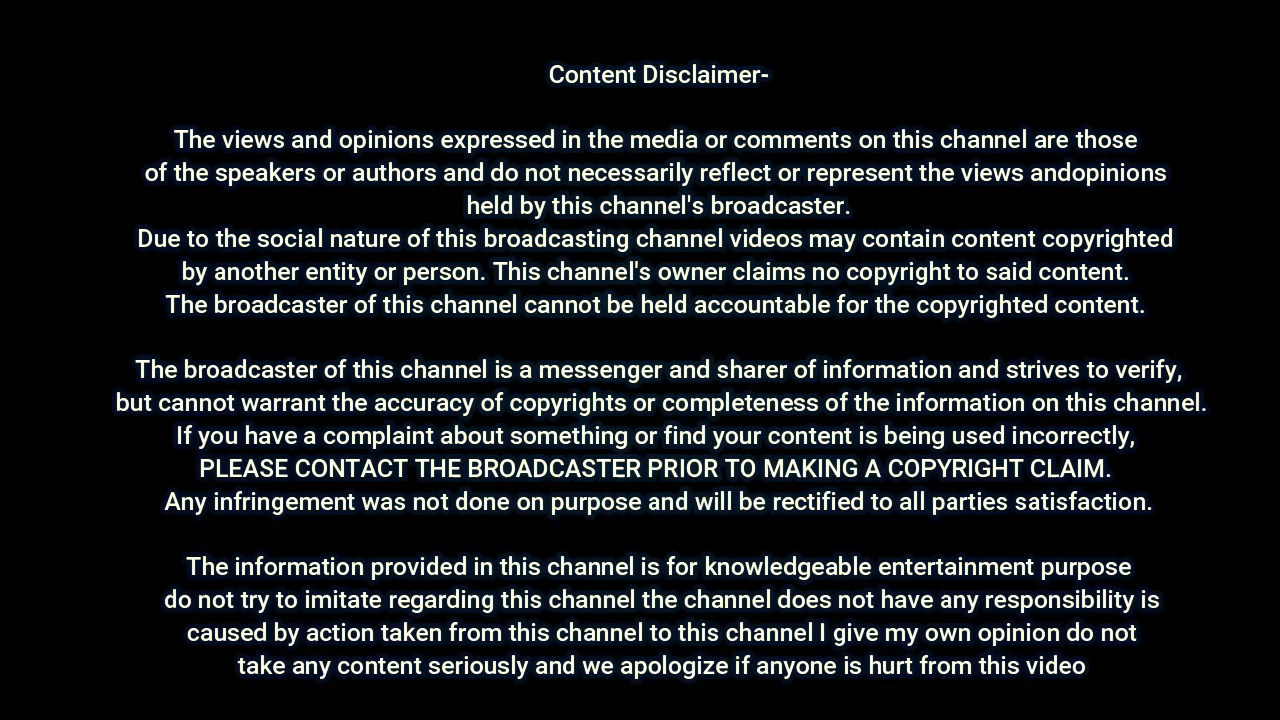 Content Disclaimer-
The views and opinions expressed in the media or comments on this channel are those
of the speakers or authors and do not necessarily reflect or represent the views andopinions
held by this channel's broadcaster.
Due to the social nature of this broadcasting channel videos may contain content copyrighted
by another entity or person. This channel's owner claims no copyright to said content.
The broadcaster of this channel cannot be held accountable for the copyrighted content.
The broadcaster of this channel is a messenger and sharer of information and strives to verify,
but cannot warrant the accuracy of copyrights or completeness of the information on this channel.
If you have a complaint about something or find your content is being used incorrectly,
PLEASE CONTACT THE BROADCASTER PRIOR TO MAKING A COPYRIGHT CLAIM.
Any infringement was not done on purpose and will be rectified to all parties satisfaction.
The information provided in this channel is for knowledgeable entertainment purpose
do not try to imitate regarding this channel the channel does not have any responsibility is
caused by action taken from this channel to this channel I give my own opinion do not
take any content seriously and we apologize if anyone is hurt from this video